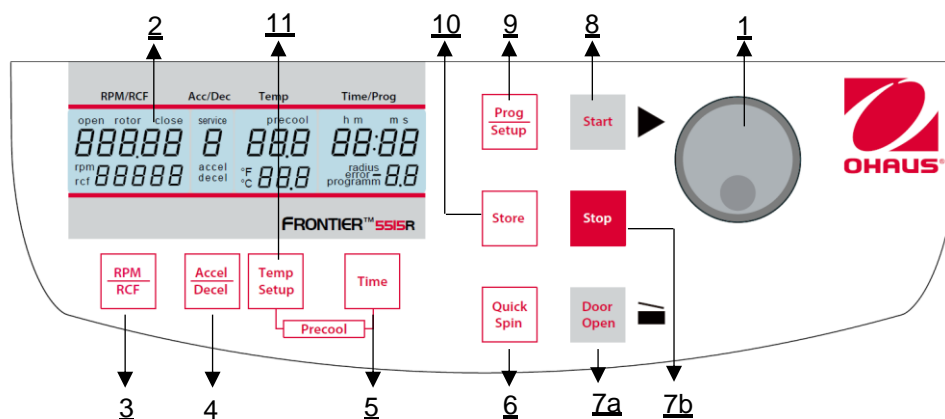 2 11 10 9 8 1
RPM/RCF Acc/Dec Temp Time/Prog
open rotor close service precool h m m s
888.88 8 88.8 88:88
rpm
rcf 88888 accel
decel °F
°C 88.8 radius
error
programm -8.8
FRONTIER™ 5515R
Prog
Setup
Start
OHAUS®
Store
Stop
RPM
RCF
Accel
Decel
Temp
Setup
Time
Precool
Quick
Spin
Door
Open
3 4 5 6 7a 7b